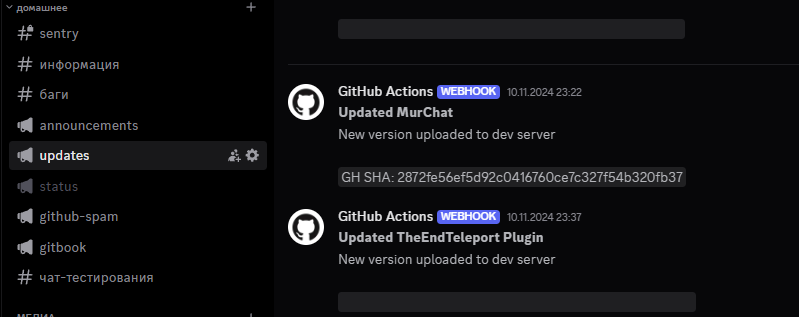 домашнее
sentry
информация
баги
announcements
updates
status
github-spam
gitbook
чат-тестирования
GitHub Actions WEBHOOK 10.11.2024 23:22
Updated MurChat
New version uploaded to dev server
GH SHA: 2872fe56ef5d92c0416760ce7c327f54b320fb37
GitHub Actions WEBHOOK 10.11.2024 23:37
Updated TheEndTeleport Plugin
New version uploaded to dev server